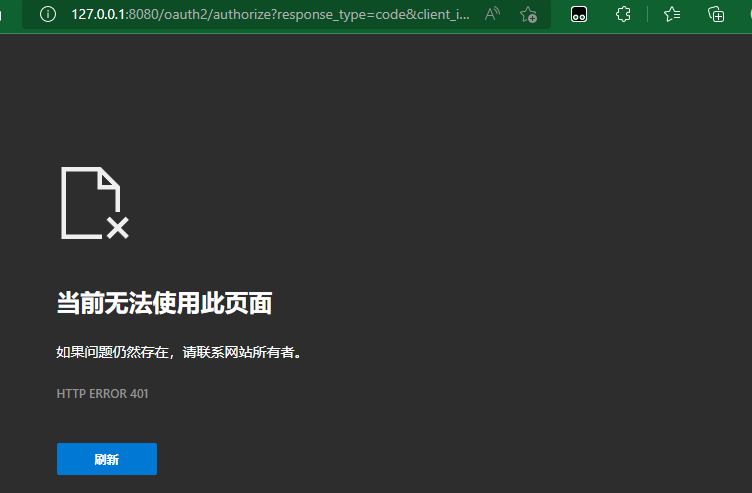 127.0.0.1:8080/oauth2/authorize?response_type=code&client_i...
当前无法使用此页面
如果问题仍然存在，请联系网站所有者。
HTTP ERROR 401
刷新